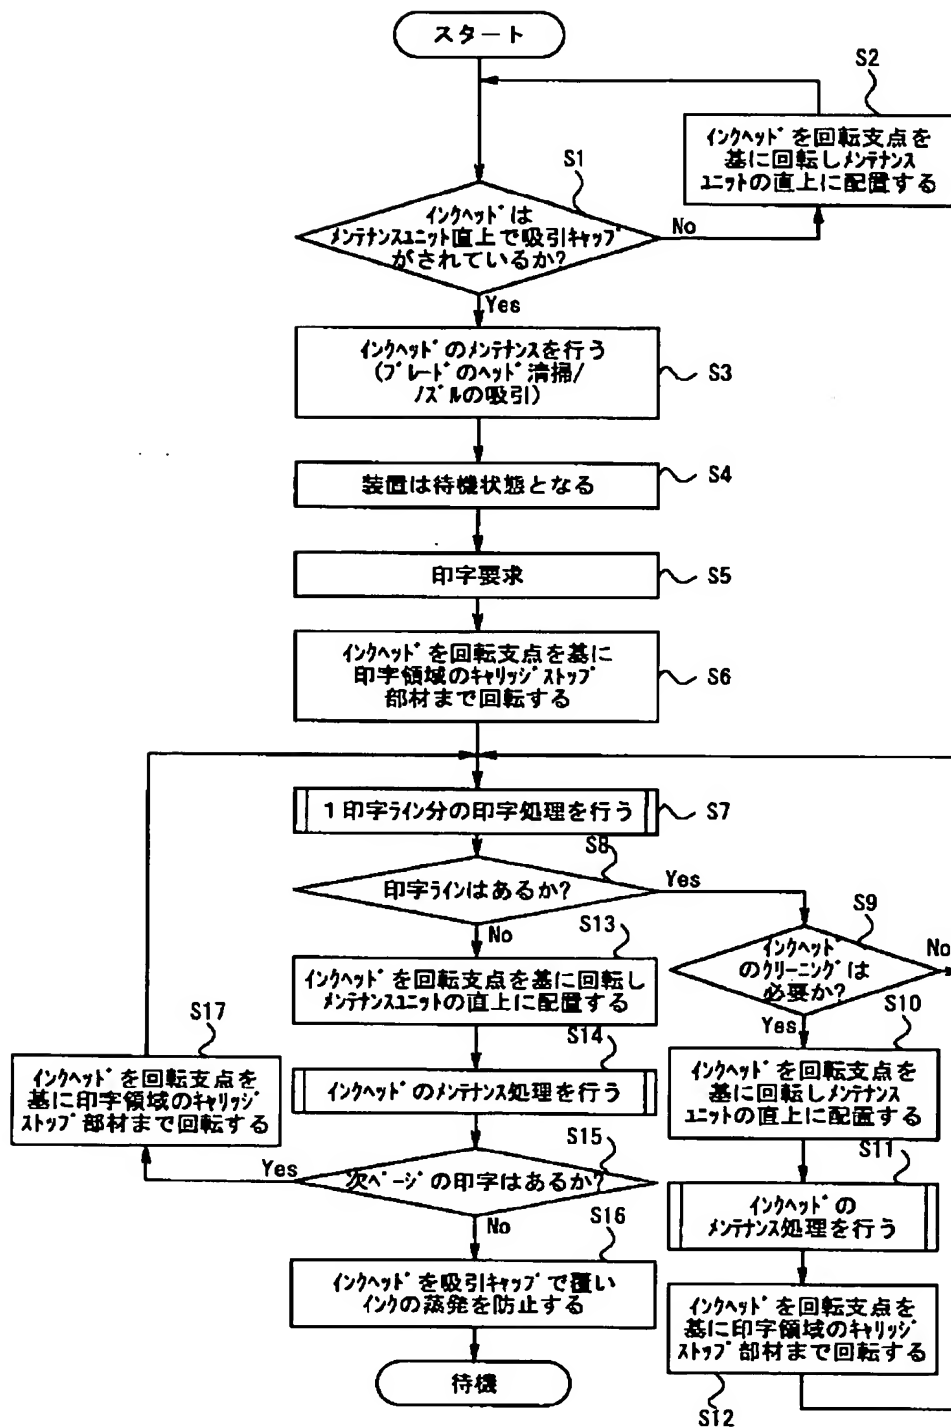 スタート
S2
インクヘッドを回転支点を
基に回転しメンテナンス
ユニットの直上に配置する
S1
インクヘッドは
メンテナンスユニット直上で吸引キャップ
がされているか?
No
Yes
インクヘッドのメンテナンスを行う
(ブレードのヘッド清掃/
ノズルの吸引)
S3
装置は待機状態となる
S4
印字要求
S5
インクヘッドを回転支点を基に
印字領域のキャリッジストップ
部材まで回転する
S6
1印字ライン分の印字処理を行う
S7
S8
印字ラインはあるか?
Yes
No
S9
インクヘッド
のクリーニングは
必要か?
No
Yes
S13
インクヘッドを回転支点を基に回転し
メンテナンスユニットの直上に配置する
S10
インクヘッドを回転支点を
基に回転しメンテナンス
ユニットの直上に配置する
S17
インクヘッドを回転支点を
基に印字領域のキャリッジ
ストップ部材まで回転する
S14
インクヘッドのメンテナンス処理を行う
S11
インクヘッドの
メンテナンス処理を行う
S15
次ページの印字はあるか?
Yes
No
S16
インクヘッドを吸引キャップで覆い
インクの蒸発を防止する
インクヘッドを回転支点を
基に印字領域のキャリッジ
ストップ部材まで回転する
S12
待機